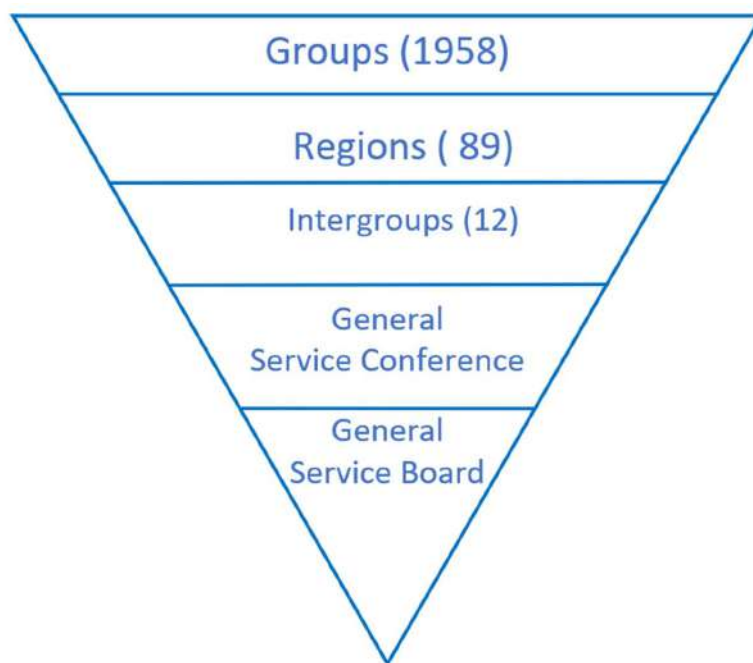 Groups (1958)
Regions ( 89)
Intergroups (12)
General
Service Conference
General
Service Board